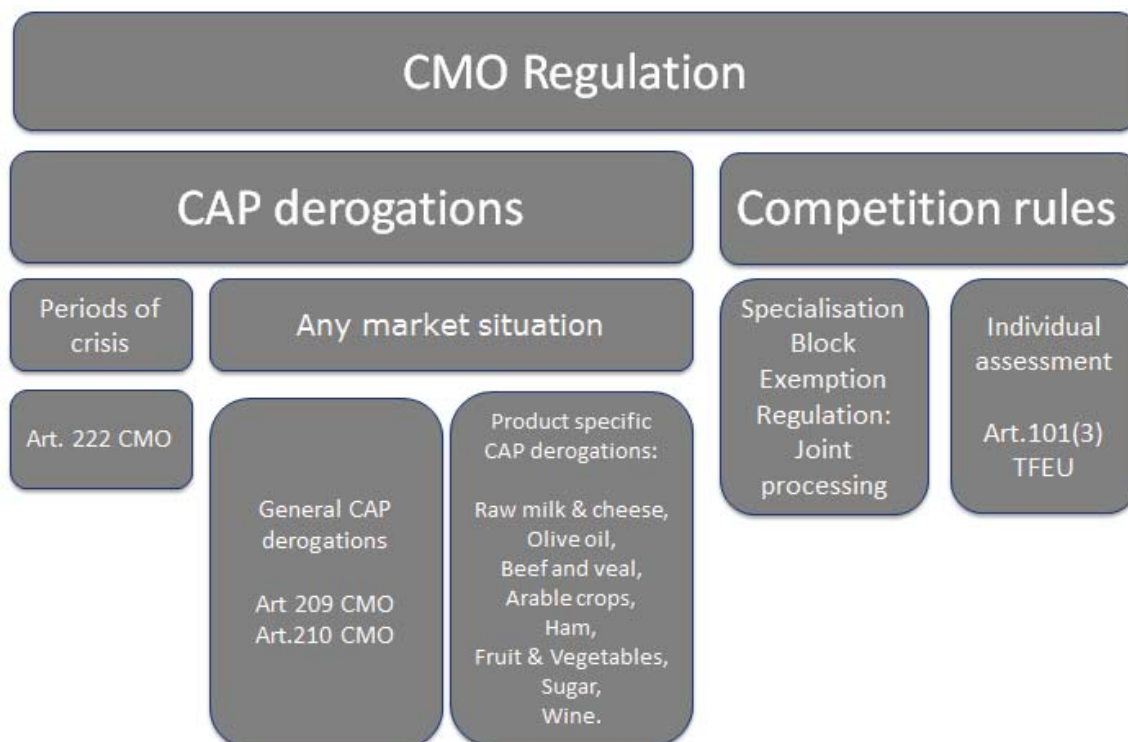 CMO Regulation
CAP derogations
Competition rules
Periods of
crisis
Any market situation
Specialisation
Block
Exemption
Regulation:
Joint
processing
Individual
assessment
Art.101(3)
TFEU
Art. 222 CMO
General CAP
derogations
Art 209 CMO
Art.210 CMO
Product specific
CAP derogations:
Raw milk & cheese,
Olive oil,
Beef and veal,
Arable crops,
Ham,
Fruit & Vegetables,
Sugar,
Wine.